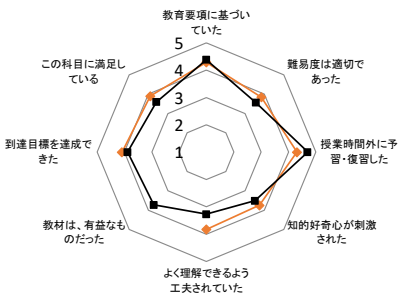 教育要項に基づい
ていた
難易度は適切で
あった
授業時間外に予
習・復習した
知的好奇心が刺激
された
よく理解できるよう
工夫されていた
教材は、有益なも
のだった
到達目標を達成で
きた
この科目に満足し
ている
5
4
3
2
1